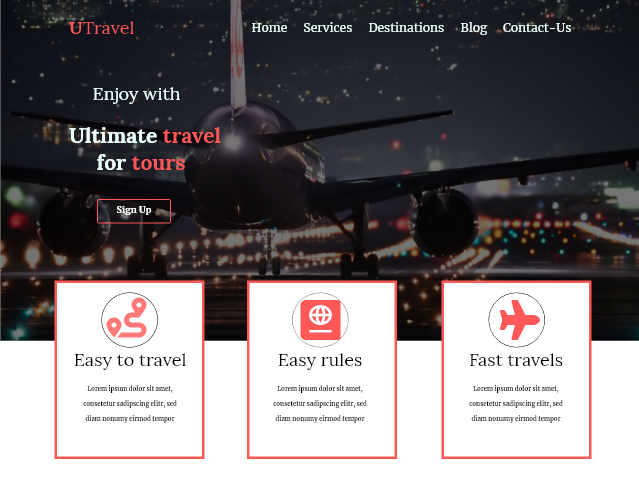 UTravel
Home Services Destinations Blog Contact-Us
Enjoy with
Ultimate travel
for tours
Sign Up
Easy to travel
Lorem ipsum dolor sit amet,
consetetur sadipscing elitr, sed
diam nonumy eirmod tempor
Easy rules
Lorem ipsum dolor sit amet,
consetetur sadipscing elitr, sed
diam nonumy eirmod tempor
Fast travels
Lorem ipsum dolor sit amet,
consetetur sadipscing elitr, sed
diam nonumy eirmod tempor